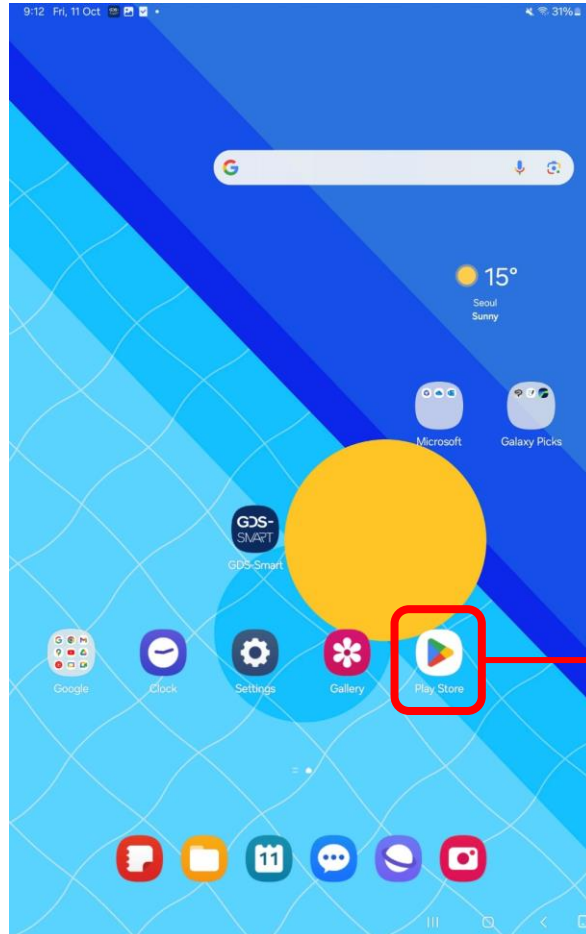 9:12 Fri, 11 Oct
31%
15°
Seoul
Sunny
Microsoft
Galaxy Picks
GDS-
SMART
GDS-Smart
Google
Clock
Settings
Gallery
Play Store
11